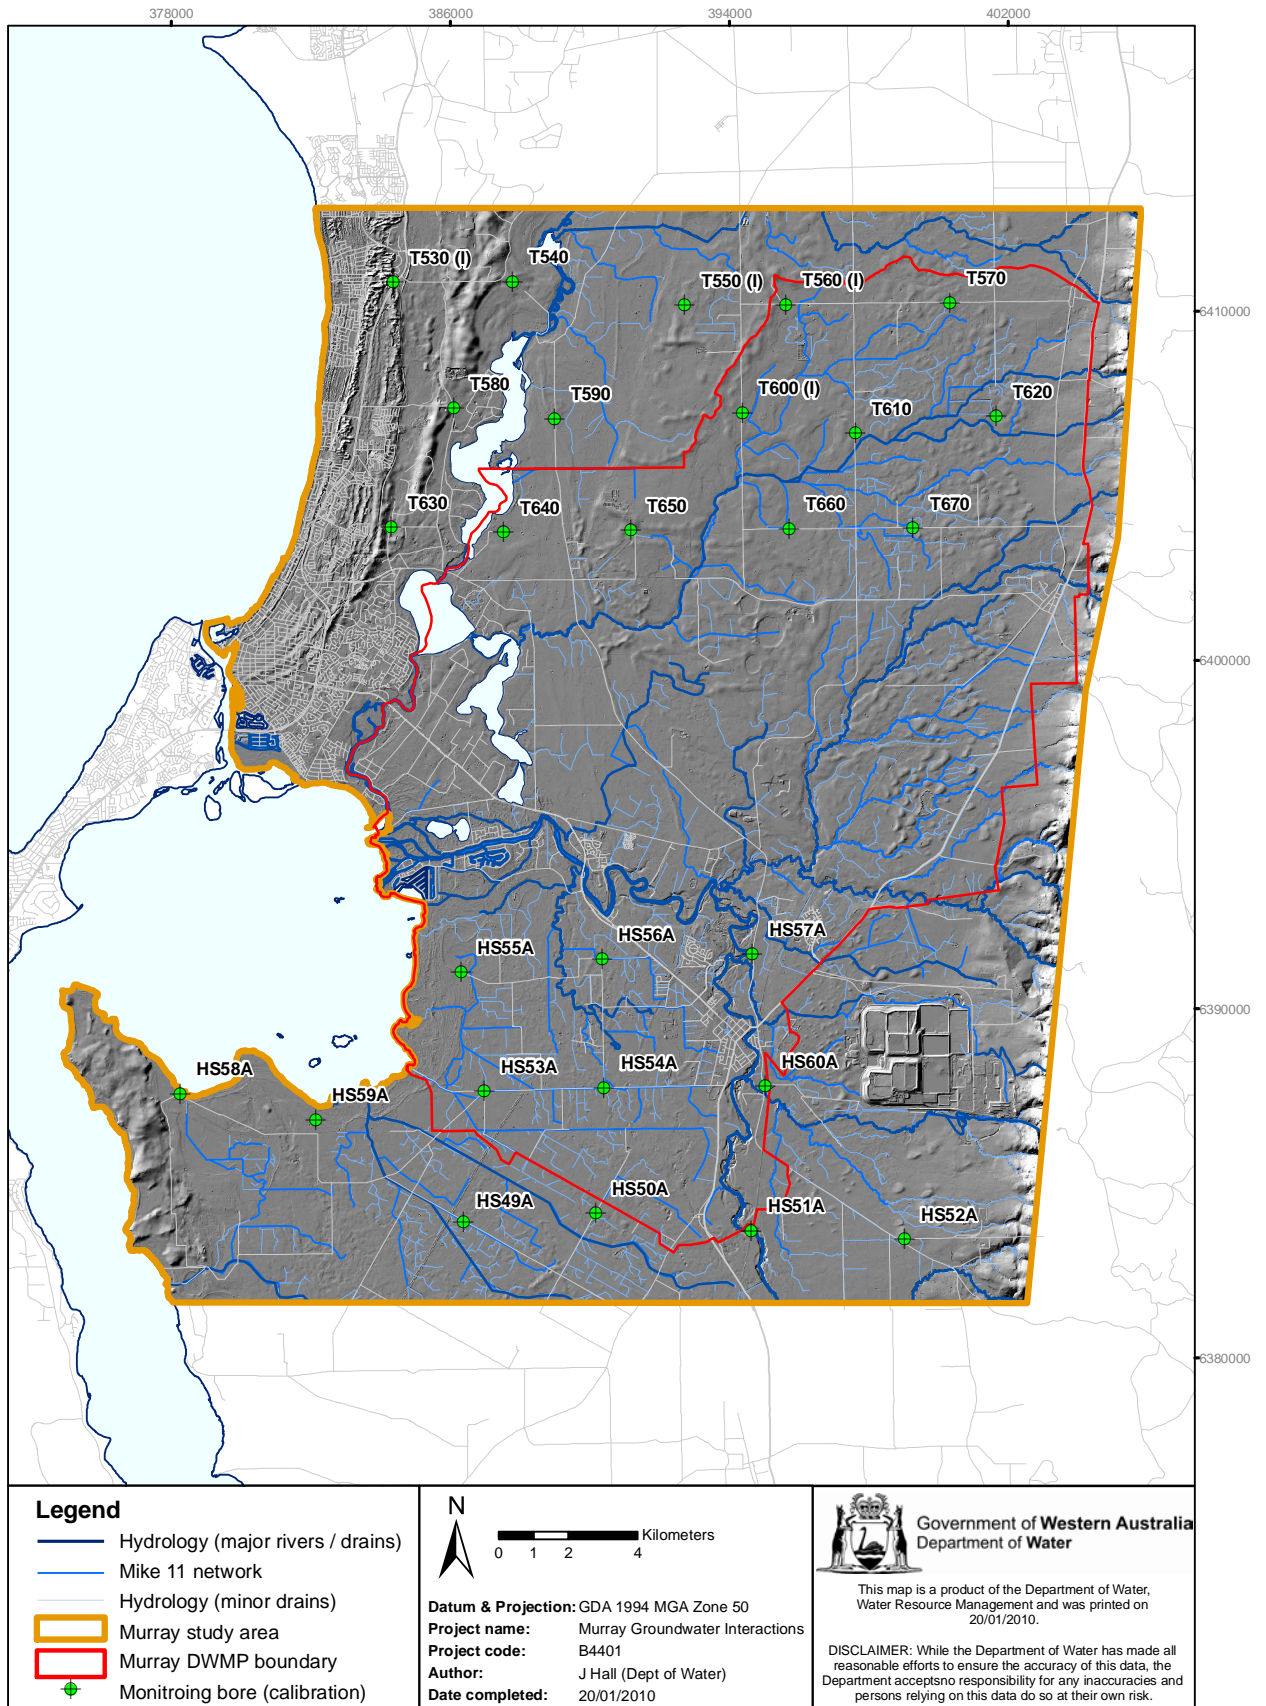 378000
386000
394000
402000
T530 (I)
T540
T550 (I)
T560 (I)
T570
6410000
T580
T590
T600 (I)
T610
T620
T630
T640
T650
T660
T670
6400000
HS55A
HS56A
HS57A
6390000
HS58A
HS59A
HS53A
HS54A
HS60A
HS49A
HS50A
HS51A
HS52A
6380000
Legend
Hydrology (major rivers / drains)
Mike 11 network
Hydrology (minor drains)
Murray study area
Murray DWMP boundary
Monitroing bore (calibration)
N
Kilometers
0 1 2 4
Datum & Projection: GDA 1994 MGA Zone 50
Project name: Murray Groundwater Interactions
Project code: B4401
Author: J Hall (Dept of Water)
Date completed: 20/01/2010
Government of Western Australia
Department of Water
This map is a product of the Department of Water,
Water Resource Management and was printed on
20/01/2010.
DISCLAIMER: While the Department of Water has made all
reasonable efforts to ensure the accuracy of this data, the
Department acceptsno responsibility for any inaccuracies and
persons relying on this data do so at their own risk.